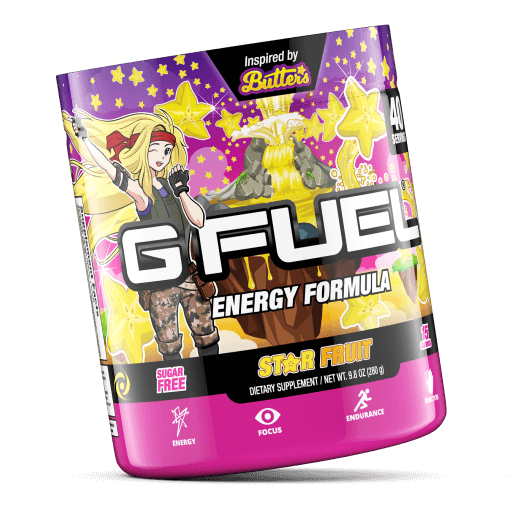 Inspired by
Butters
40
G FUEL
ENERGY FORMULA
STAR FRUIT
SUGAR
FREE
DIETARY SUPPLEMENT / NET WT. 9.8 OZ (280 g)
15
ENERGY
FOCUS
ENDURANCE